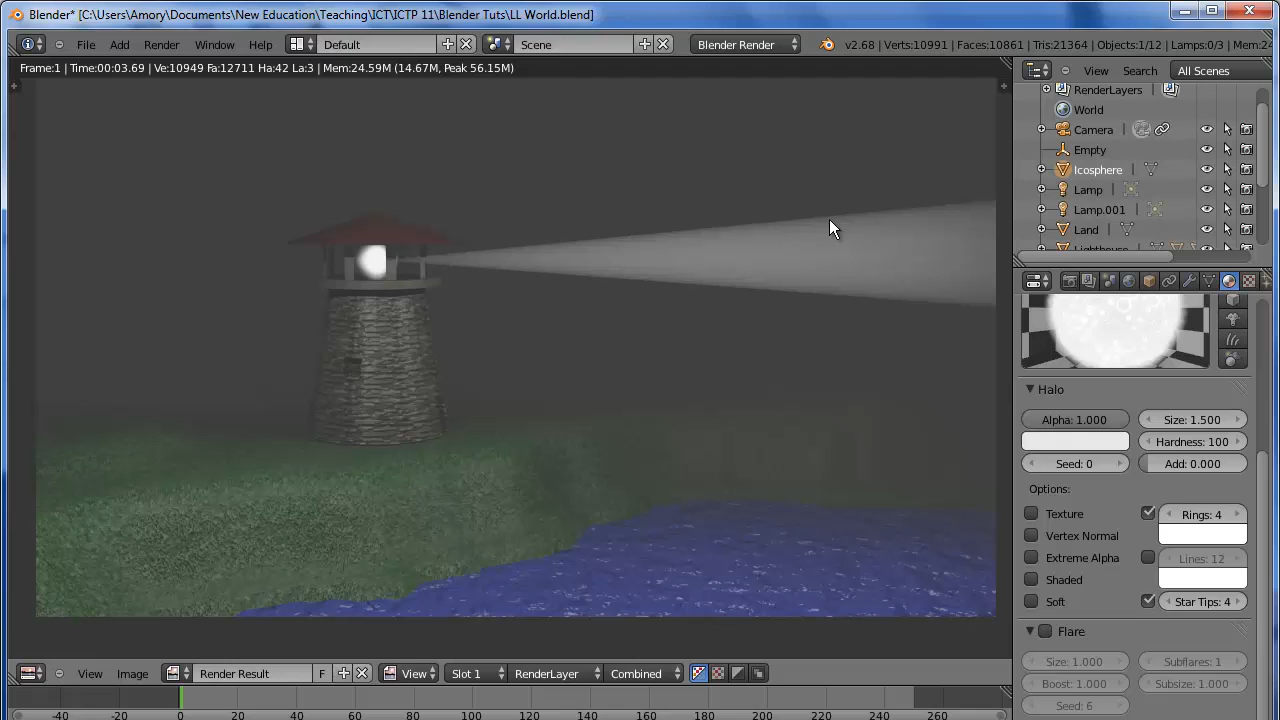 Blender* [C:\Users\Amory\Documents\New Education\Teaching\ICT\ICTP 11\Blender Tuts\LL World.blend]
File Add Render Window Help Default Scene Blender Render v2.68 | Verts:10991 | Faces:10861 | Tris:21364 | Objects:1/12 | Lamps:0/3 | Mem:24
Frame:1 | Time:00:03.69 | Ve:10949 Fa:12711 Ha:42 La:3 | Mem:24.59M (14.67M, Peak 56.15M)
View Search All Scenes
RenderLayers
World
Camera
Empty
Icosphere
Lamp
Lamp.001
Land
Lighthouse
Halo
Alpha: 1.000 Size: 1.500
Hardness: 100
Seed: 0 Add: 0.000
Options:
Texture Rings: 4
Vertex Normal
Extreme Alpha Lines: 12
Shaded
Soft Star Tips: 4
Flare
Size: 1.000 Subflares: 1
Boost: 1.000 Subsize: 1.000
Seed: 6
View Image Render Result F View Slot 1 RenderLayer Combined
-40 -20 0 20 40 60 80 100 120 140 160 180 200 220 240 260